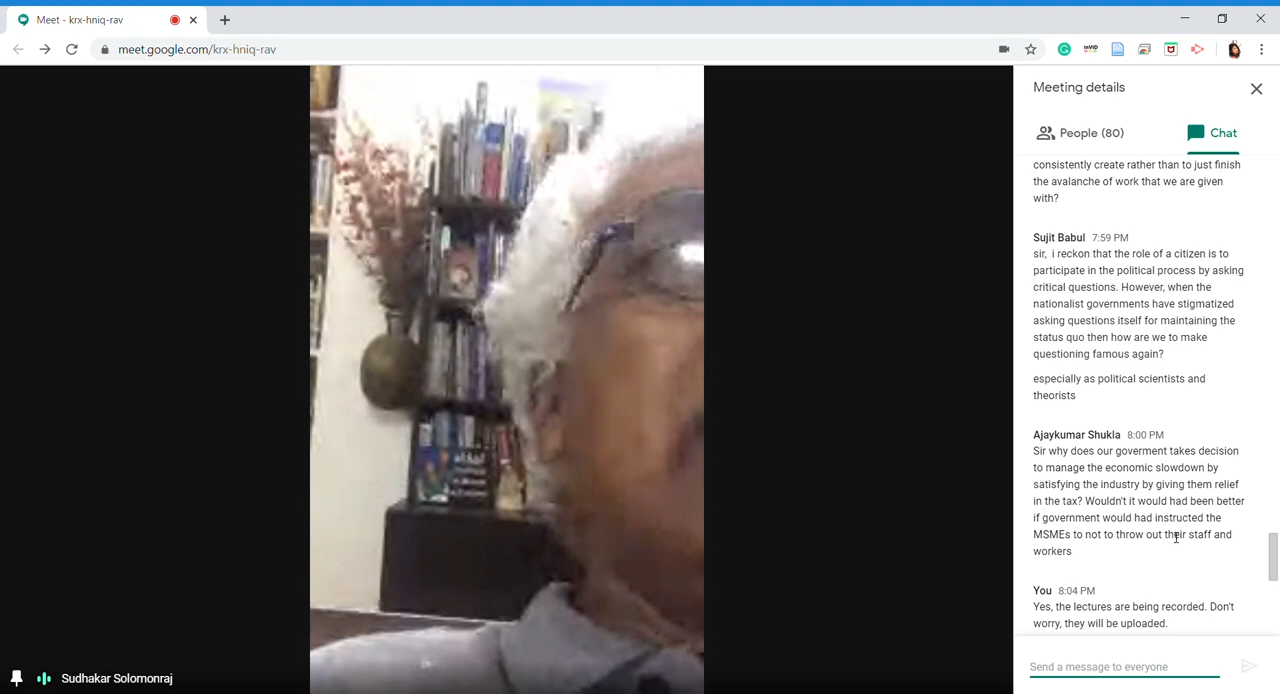 Meet - krx-hniq-rav
meet.google.com/krx-hniq-rav
InVID
Meeting details
People (80)
Chat
consistently create rather than to just finish
the avalanche of work that we are given
with?
Sujit Babul 7:59 PM
sir, i reckon that the role of a citizen is to
participate in the political process by asking
critical questions. However, when the
nationalist governments have stigmatized
asking questions itself for maintaining the
status quo then how are we to make
questioning famous again?
especially as political scientists and
theorists
Ajaykumar Shukla 8:00 PM
Sir why does our goverment takes decision
to manage the economic slowdown by
satisfying the industry by giving them relief
in the tax? Wouldn't it would had been better
if government would had instructed the
MSMEs to not to throw out their staff and
workers
You 8:04 PM
Yes, the lectures are being recorded. Don't
worry, they will be uploaded.
Send a message to everyone
Sudhakar Solomonraj